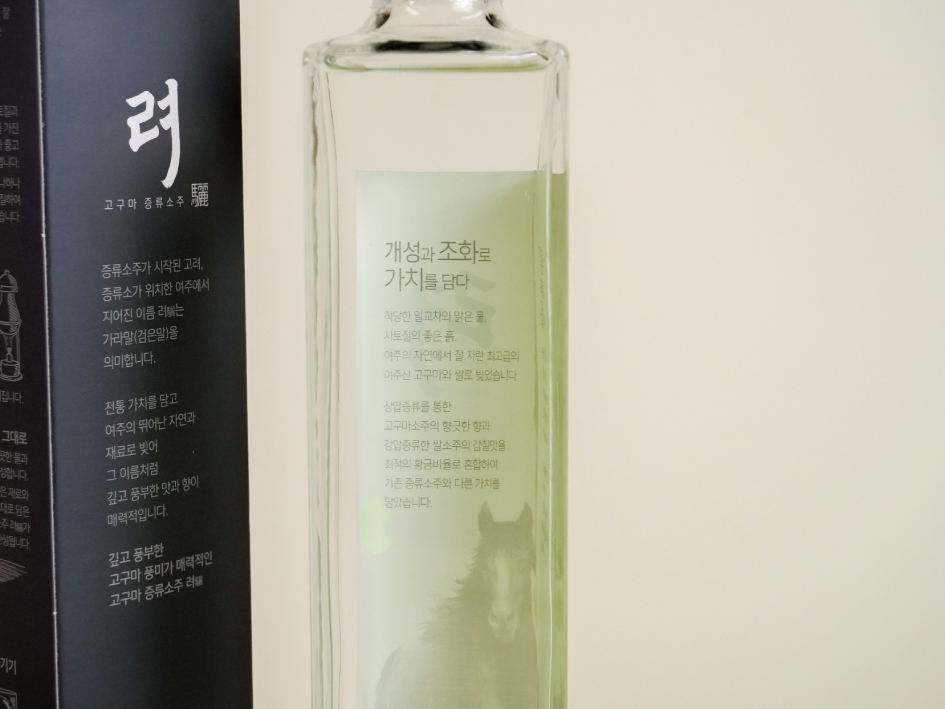 려
고구마 증류소주 驪
증류소주가 시작된 고려,
증류소가 위치한 여주에서
지어진 이름 려驪는
가라말(검은말)을
의미합니다.
전통 가치를 담고
여주의 뛰어난 자연과
재료로 빚어
그 이름처럼
깊고 풍부한 맛과 향이
매력적입니다.
깊고 풍부한
고구마 풍미가 매력적인
고구마 증류소주 려驪
개성과 조화로
가치를 담다
적당한 일교차와 맑은 물,
사토질의 좋은 흙,
여주의 자연에서 잘 자란 최고급의
여주산 고구마와 쌀로 빚었습니다.
상압증류를 통한
고구마소주의 향긋한 향과
감압증류한 쌀소주의 감칠맛을
최적의 황금비율로 혼합하여
기존 증류소주와 다른 가치를
담았습니다.